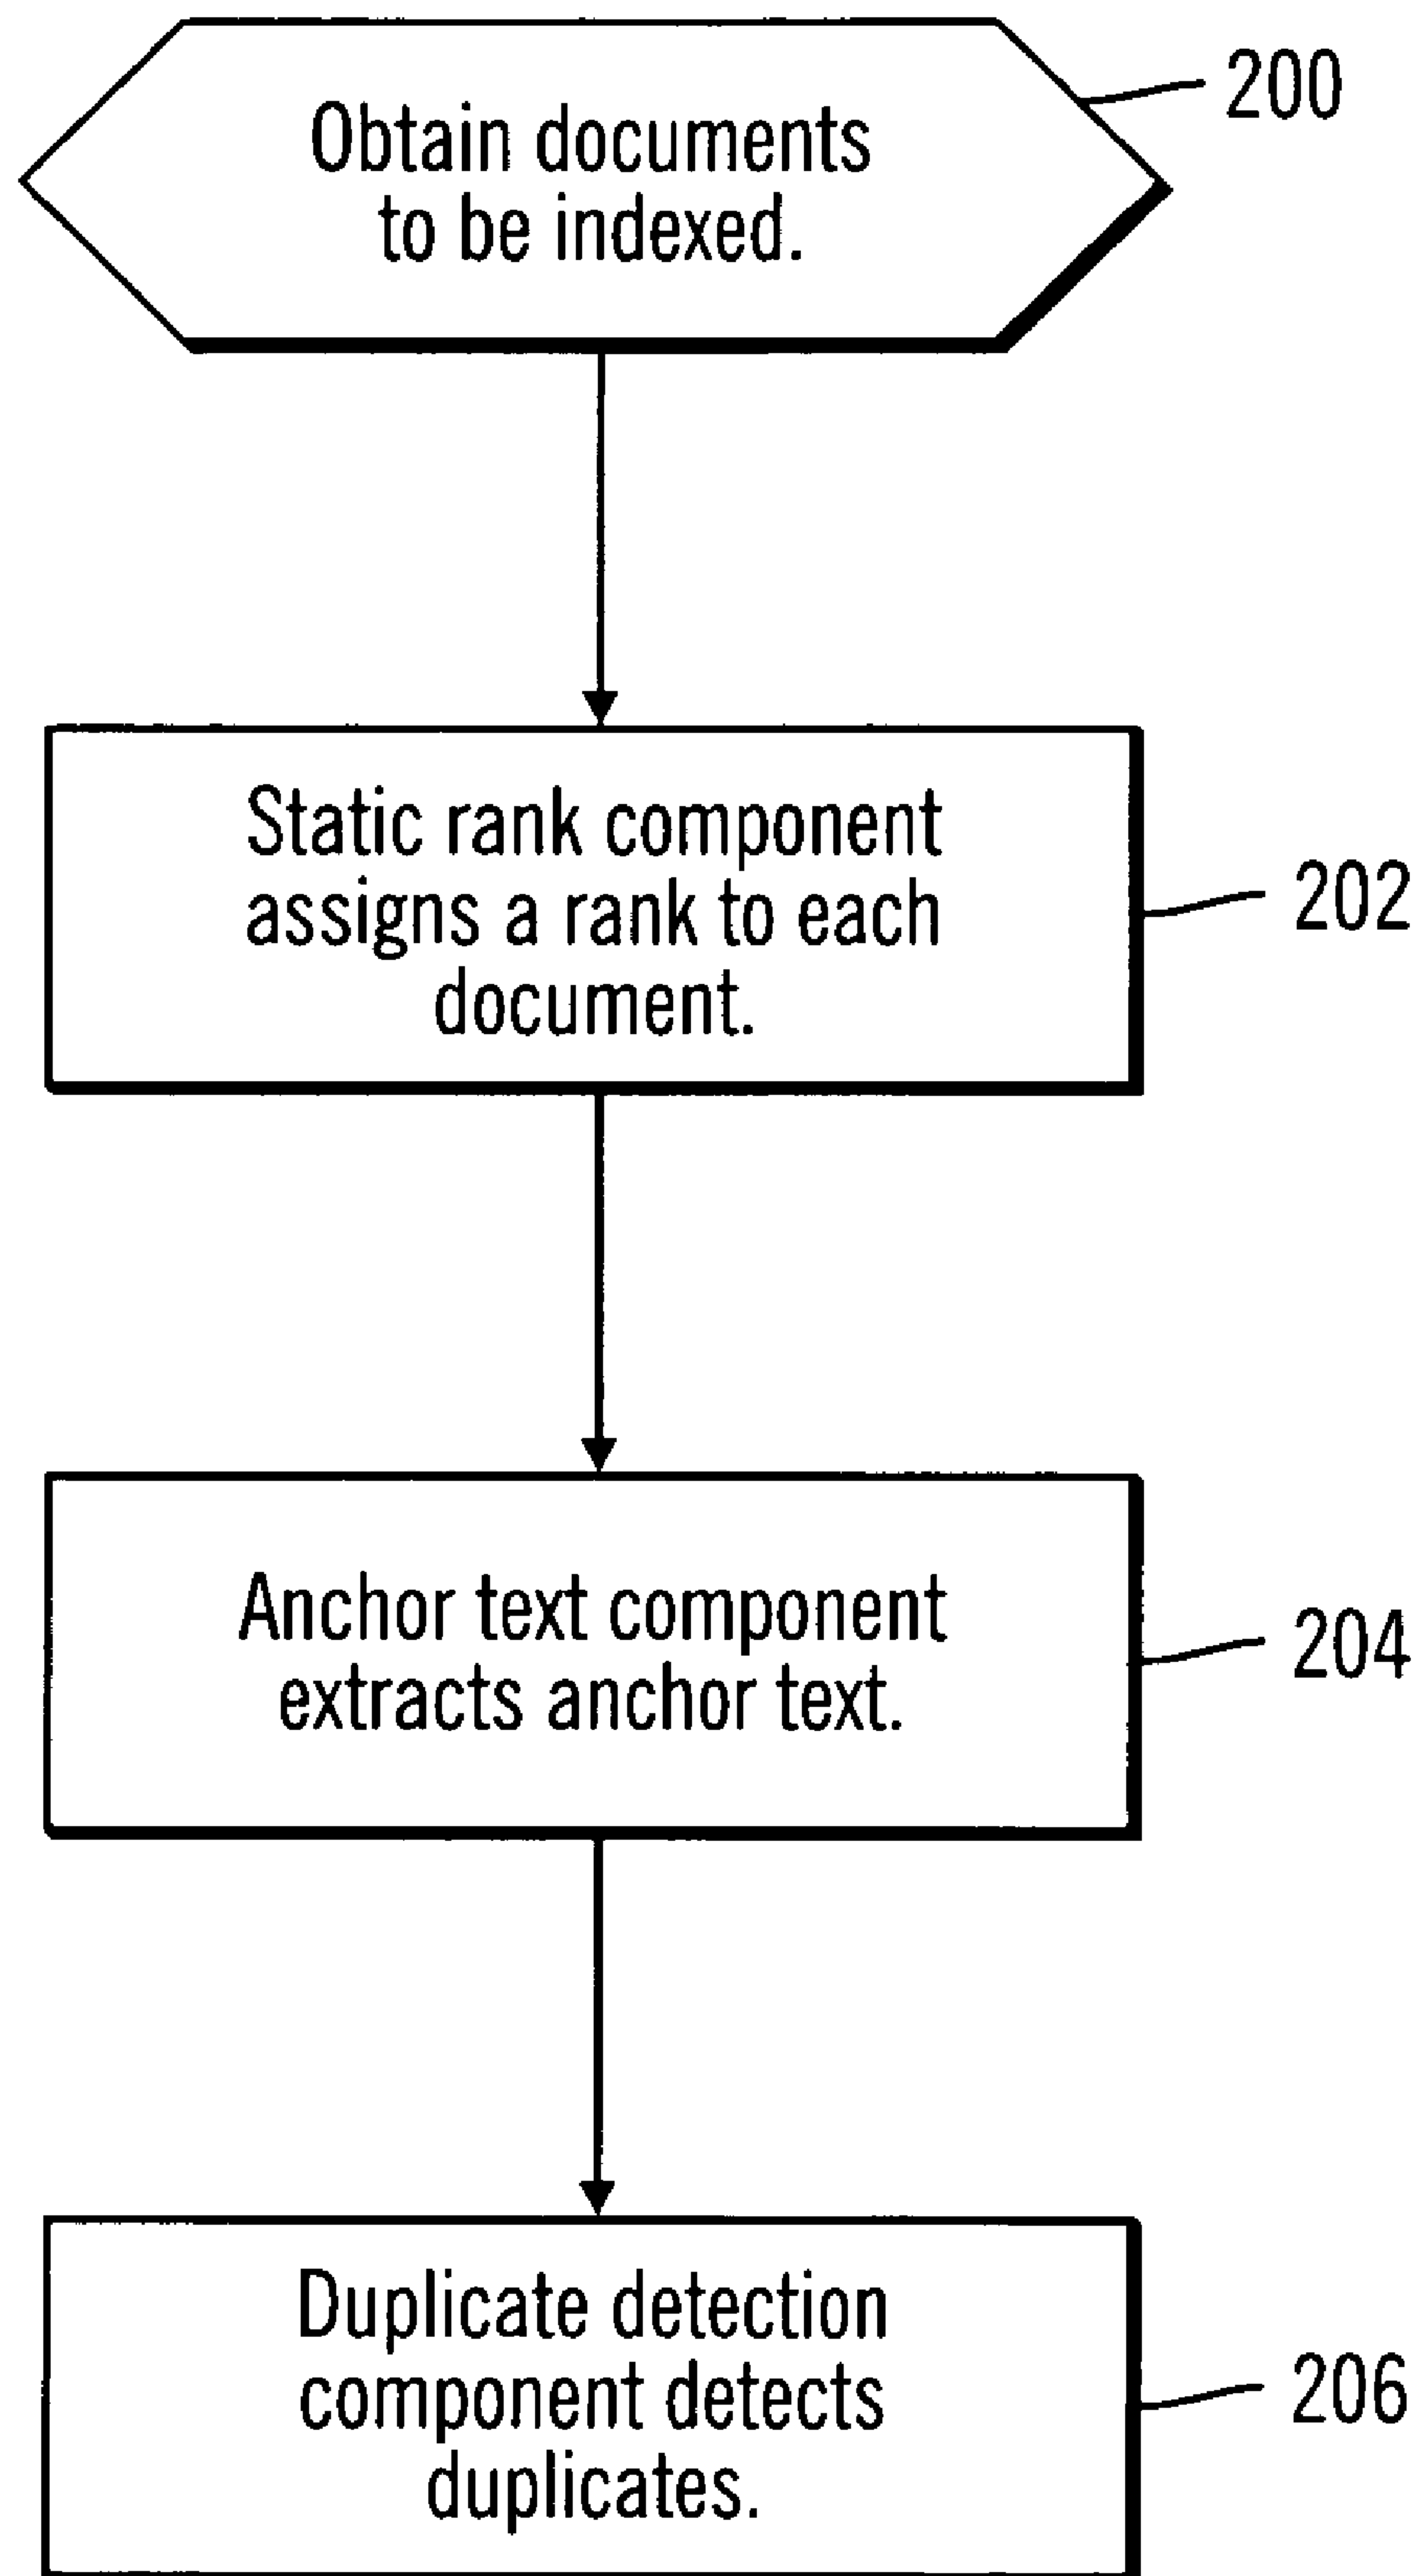 Obtain documents
to be indexed.
200
Static rank component
assigns a rank to each
document.
202
Anchor text component
extracts anchor text.
204
Duplicate detection
component detects
duplicates.
206